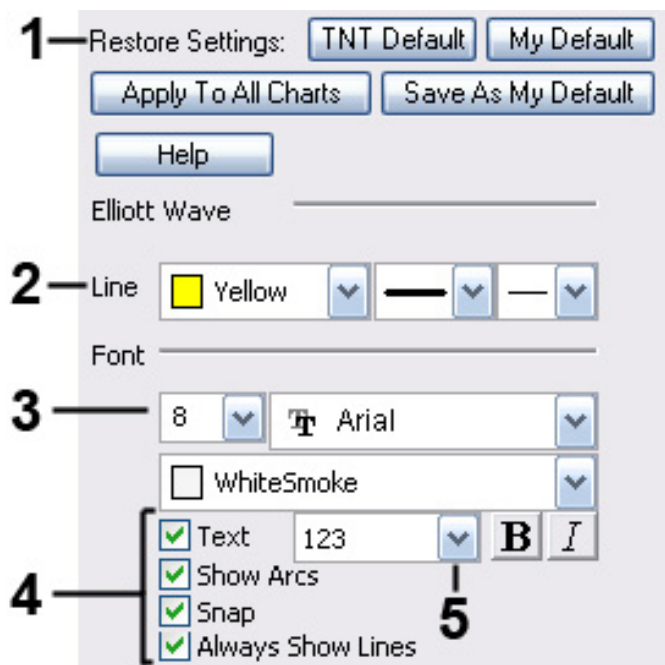 1 Restore Settings: TNT Default My Default
Apply To All Charts Save As My Default
Help
Elliott Wave
2 Line Yellow
Font
3 8 Arial
WhiteSmoke
Text 123 B I
Show Arcs
4 Snap 5
Always Show Lines